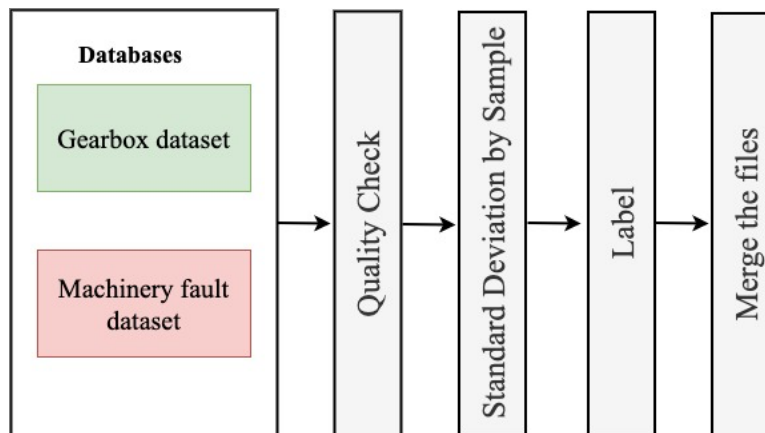 Databases
Gearbox dataset
Machinery fault
dataset
Quality Check
Standard Deviation by Sample
Label
Merge the files